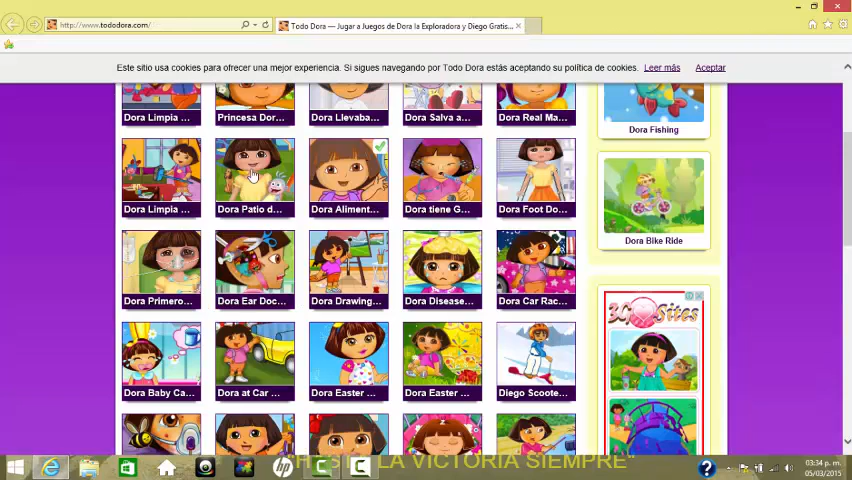 http://www.tododora.com/
Todo Dora — Jugar a Juegos de Dora la Exploradora y Diego Gratis...
Este sitio usa cookies para ofrecer una mejor experiencia. Si sigues navegando por Todo Dora estás aceptando su política de cookies. Leer más Aceptar
Dora Limpia ... Princesa Dor... Dora Llevaba... Dora Salva a... Dora Real Ma...
Dora Fishing
Dora Limpia ... Dora Patio d... Dora Aliment... Dora tiene G... Dora Foot Do...
Dora Bike Ride
Dora Primero... Dora Ear Doc... Dora Drawing... Dora Disease... Dora Car Rac...
Dora Baby Ca... Dora at Car ... Dora Easter ... Dora Easter ... Diego Scoote...
LA VICTORIA SIEMPRE"
hp
03:34 p. m.
05/03/2015